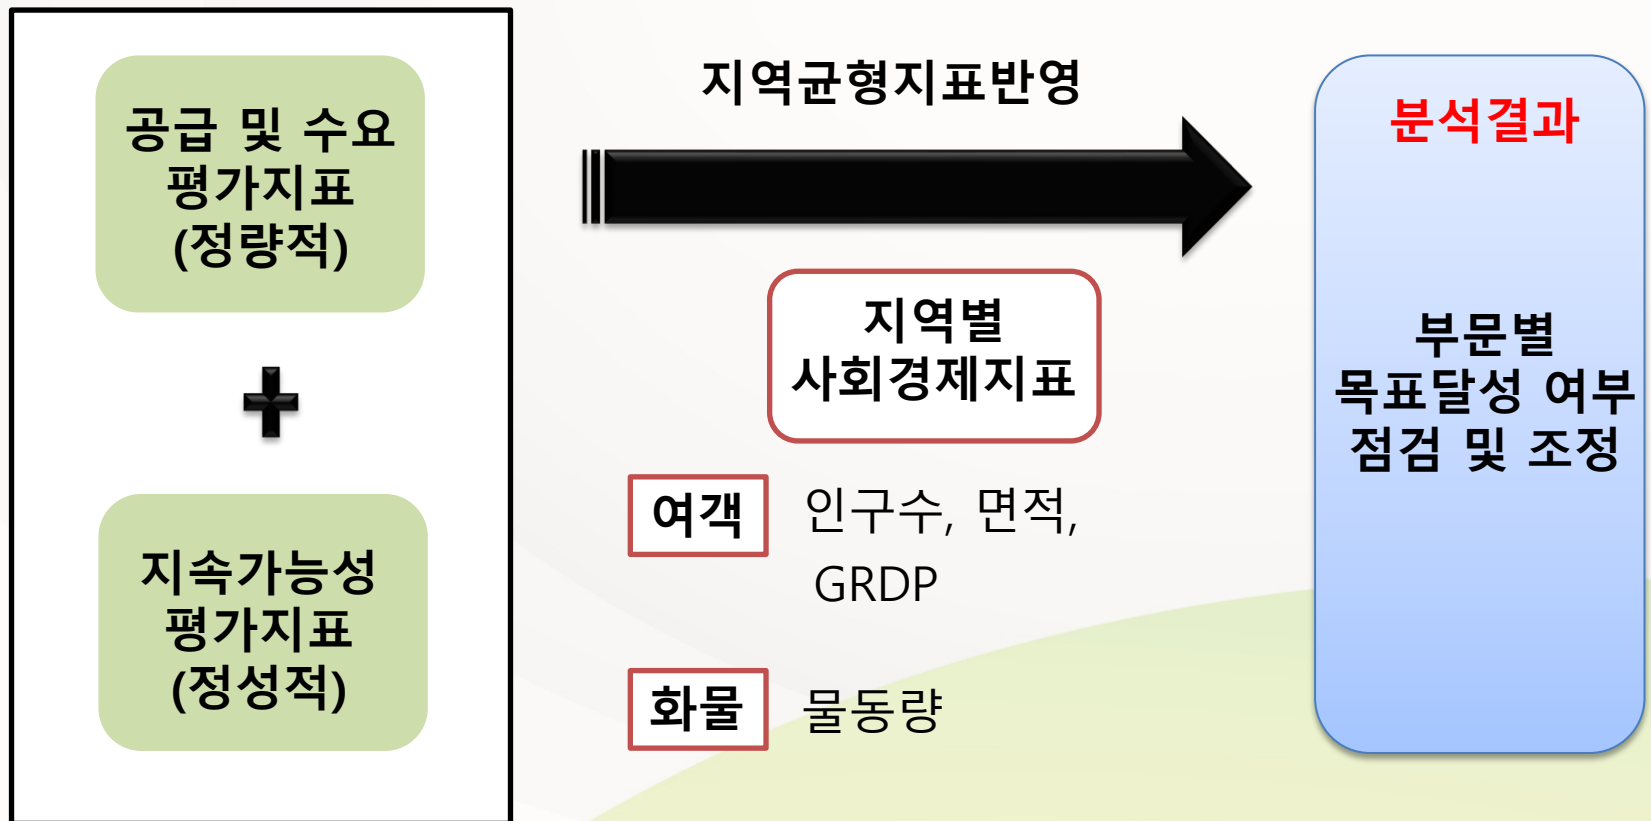 공급 및 수요
평가지표
(정량적)
지속가능성
평가지표
(정성적)
지역균형지표반영
지역별
사회경제지표
여객
인구수, 면적,
GRDP
화물
물동량
분석결과
부문별
목표달성 여부
점검 및 조정